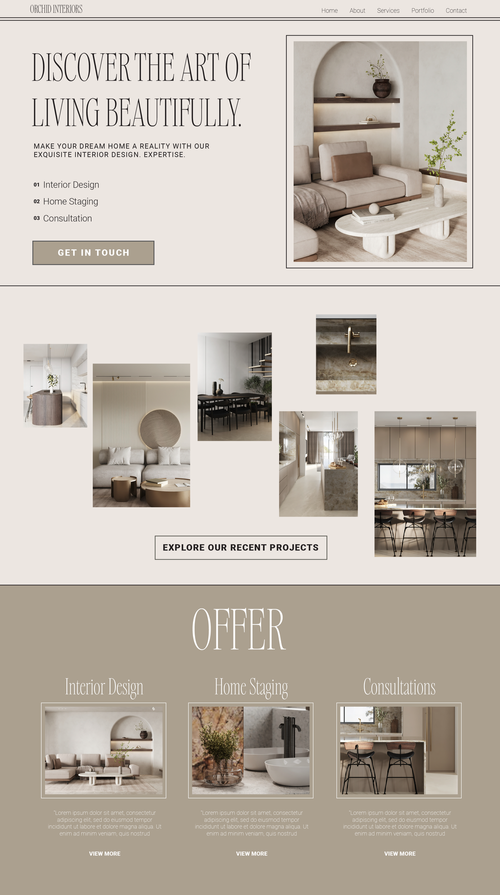 ORCHID INTERIORS
Home About Services Portfolio Contact
DISCOVER THE ART OF
LIVING BEAUTIFULLY.
MAKE YOUR DREAM HOME A REALITY WITH OUR
EXQUISITE INTERIOR DESIGN. EXPERTISE.
01 Interior Design
02 Home Staging
03 Consultation
GET IN TOUCH
EXPLORE OUR RECENT PROJECTS
OFFER
Interior Design
Home Staging
Consultations
"Lorem ipsum dolor sit amet, consectetur
adipiscing elit, sed do eiusmod tempor
incididunt ut labore et dolore magna aliqua. Ut
enim ad minim veniam, quis nostrud
VIEW MORE
"Lorem ipsum dolor sit amet, consectetur
adipiscing elit, sed do eiusmod tempor
incididunt ut labore et dolore magna aliqua. Ut
enim ad minim veniam, quis nostrud
VIEW MORE
"Lorem ipsum dolor sit amet, consectetur
adipiscing elit, sed do eiusmod tempor
incididunt ut labore et dolore magna aliqua. Ut
enim ad minim veniam, quis nostrud
VIEW MORE